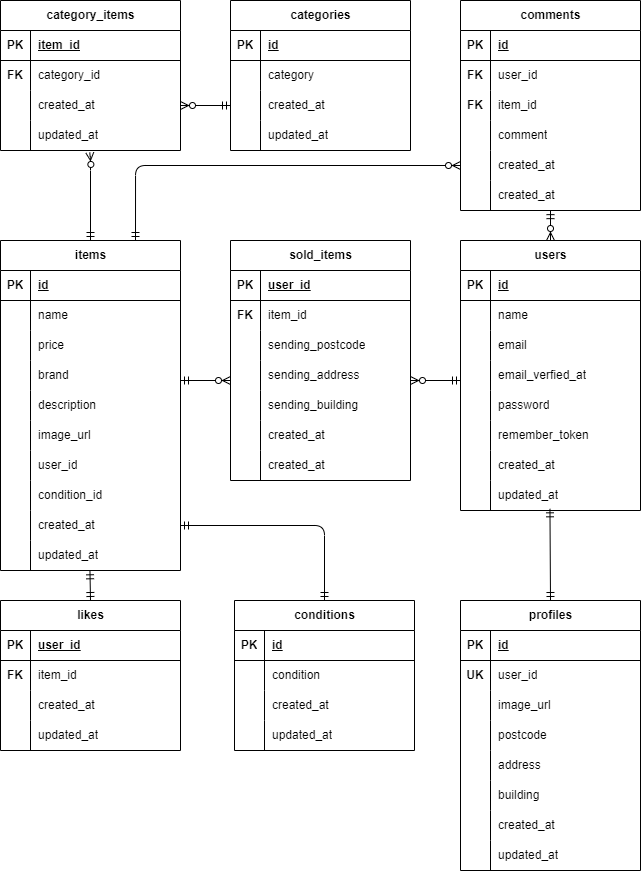 category_items
PK item_id
FK category_id
created_at
updated_at
categories
PK id
category
created_at
updated_at
comments
PK id
FK user_id
FK item_id
comment
created_at
created_at
items
PK id
name
price
brand
description
image_url
user_id
condition_id
created_at
updated_at
sold_items
PK user_id
FK item_id
sending_postcode
sending_address
sending_building
created_at
created_at
users
PK id
name
email
email_verfied_at
password
remember_token
created_at
updated_at
likes
PK user_id
FK item_id
created_at
updated_at
conditions
PK id
condition
created_at
updated_at
profiles
PK id
UK user_id
image_url
postcode
address
building
created_at
updated_at